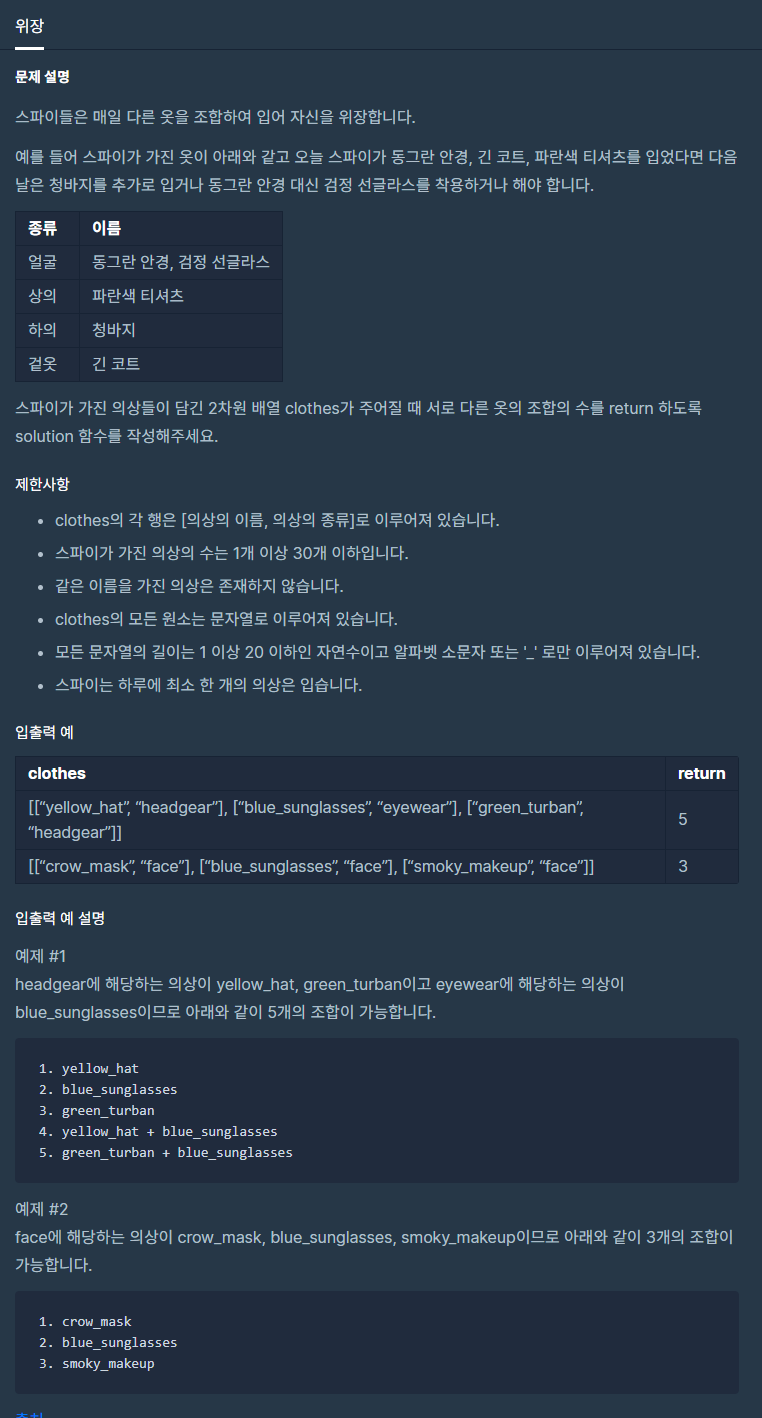 위장
문제 설명
스파이들은 매일 다른 옷을 조합하여 입어 자신을 위장합니다.
예를 들어 스파이가 가진 옷이 아래와 같고 오늘 스파이가 동그란 안경, 긴 코트, 파란색 티셔츠를 입었다면 다음
날은 청바지를 추가로 입거나 동그란 안경 대신 검정 선글라스를 착용하거나 해야 합니다.
종류 이름
얼굴 동그란 안경, 검정 선글라스
상의 파란색 티셔츠
하의 청바지
겉옷 긴 코트
스파이가 가진 의상들이 담긴 2차원 배열 clothes가 주어질 때 서로 다른 옷의 조합의 수를 return 하도록
solution 함수를 작성해주세요.
제한사항
• clothes의 각 행은 [의상의 이름, 의상의 종류]로 이루어져 있습니다.
• 스파이가 가진 의상의 수는 1개 이상 30개 이하입니다.
• 같은 이름을 가진 의상은 존재하지 않습니다.
• clothes의 모든 원소는 문자열로 이루어져 있습니다.
• 모든 문자열의 길이는 1 이상 20 이하인 자연수이고 알파벳 소문자 또는 '_' 로만 이루어져 있습니다.
• 스파이는 하루에 최소 한 개의 의상은 입습니다.
입출력 예
clothes return
[[“yellow_hat”, “headgear”], [“blue_sunglasses”, “eyewear”], [“green_turban”,
“headgear”]] 5
[[“crow_mask”, “face”], [“blue_sunglasses”, “face”], [“smoky_makeup”, “face”]] 3
입출력 예 설명
예제 #1
headgear에 해당하는 의상이 yellow_hat, green_turban이고 eyewear에 해당하는 의상이
blue_sunglasses이므로 아래와 같이 5개의 조합이 가능합니다.
1. yellow_hat
2. blue_sunglasses
3. green_turban
4. yellow_hat + blue_sunglasses
5. green_turban + blue_sunglasses
예제 #2
face에 해당하는 의상이 crow_mask, blue_sunglasses, smoky_makeup이므로 아래와 같이 3개의 조합이
가능합니다.
1. crow_mask
2. blue_sunglasses
3. smoky_makeup